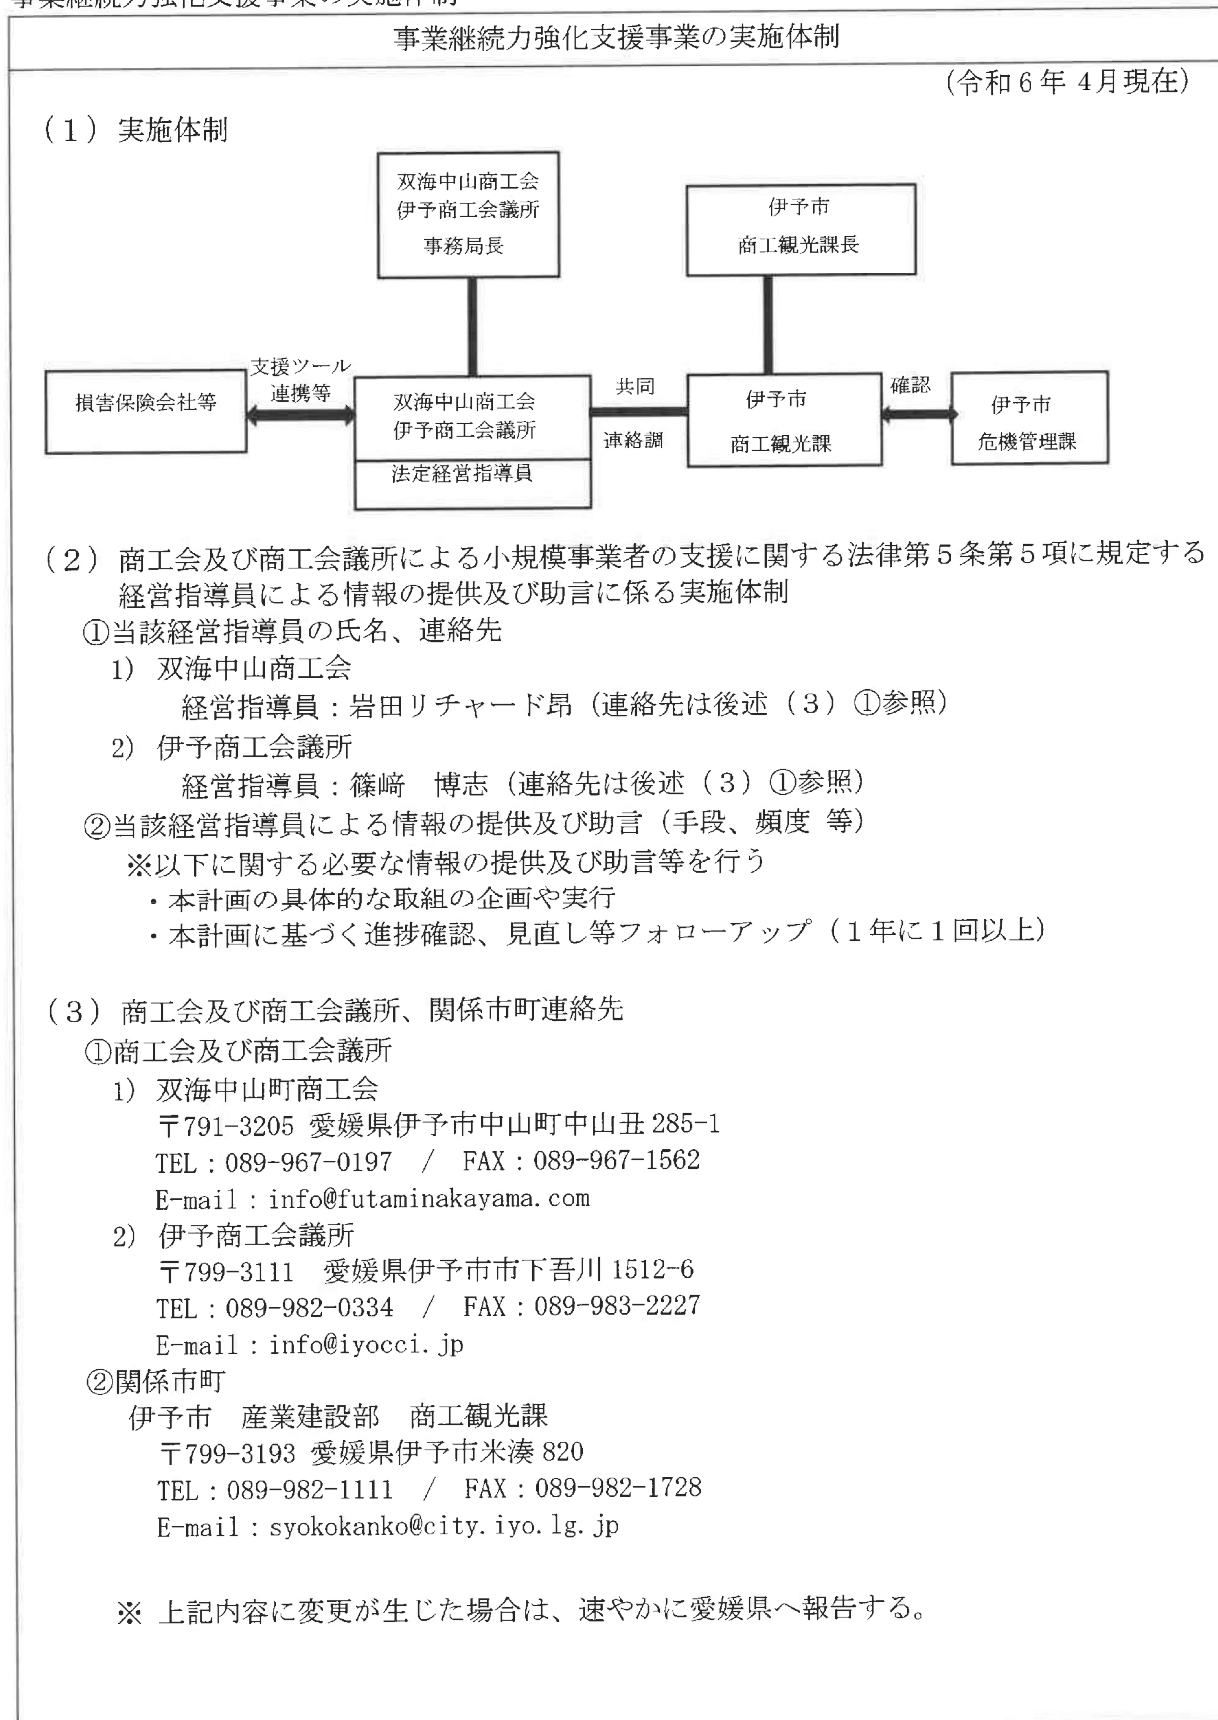 事業継続力強化支援事業の実施体制
事業継続力強化支援事業の実施体制
(令和6年 4月現在)
(1) 実施体制
双海中山商工会
伊予商工会議所
事務局長
伊予市
商工観光課長
損害保険会社等
支援ツール
連携等
双海中山商工会
伊予商工会議所
法定経営指導員
共同
連絡調
伊予市
商工観光課
確認
伊予市
危機管理課
(2) 商工会及び商工会議所による小規模事業者の支援に関する法律第5条第5項に規定する
経営指導員による情報の提供及び助言に係る実施体制
①当該経営指導員の氏名、連絡先
1) 双海中山商工会
経営指導員:岩田リチャード昂(連絡先は後述(3)①参照)
2) 伊予商工会議所
経営指導員:篠﨑 博志(連絡先は後述(3)①参照)
②当該経営指導員による情報の提供及び助言(手段、頻度 等)
※以下に関する必要な情報の提供及び助言等を行う
・本計画の具体的な取組の企画や実行
・本計画に基づく進捗確認、見直し等フォローアップ(1年に1回以上)
(3) 商工会及び商工会議所、関係市町連絡先
①商工会及び商工会議所
1) 双海中山町商工会
〒791-3205 愛媛県伊予市中山町中山丑285-1
TEL:089-967-0197 / FAX:089-967-1562
E-mail:info@futaminakayama.com
2) 伊予商工会議所
〒799-3111 愛媛県伊予市市下吾川1512-6
TEL:089-982-0334 / FAX:089-983-2227
E-mail:info@iyocci.jp
②関係市町
伊予市 産業建設部 商工観光課
〒799-3193 愛媛県伊予市米湊820
TEL:089-982-1111 / FAX:089-982-1728
E-mail:syokokanko@city.iyo.lg.jp
※ 上記内容に変更が生じた場合は、速やかに愛媛県へ報告する。